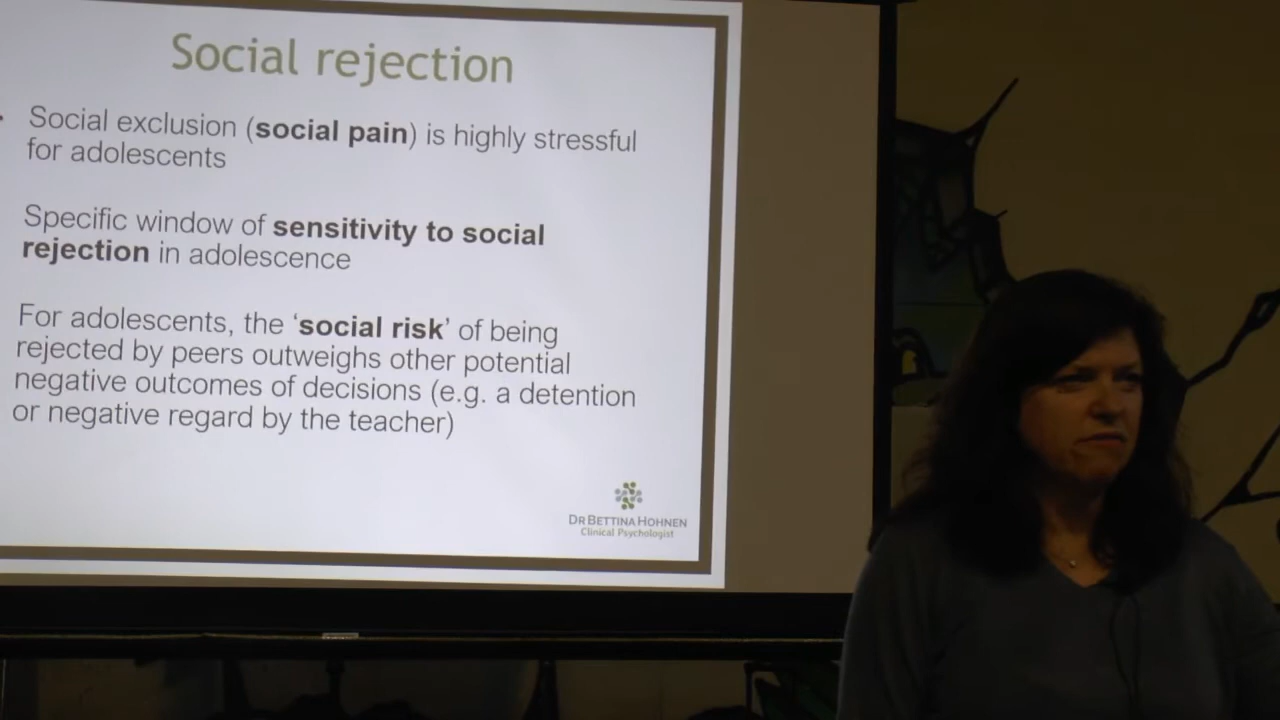 Social rejection
Social exclusion (social pain) is highly stressful
for adolescents
Specific window of sensitivity to social
rejection in adolescence
For adolescents, the ‘social risk’ of being
rejected by peers outweighs other potential
negative outcomes of decisions (e.g. a detention
or negative regard by the teacher)
DR BETTINA HOHNEN
Clinical Psychologist